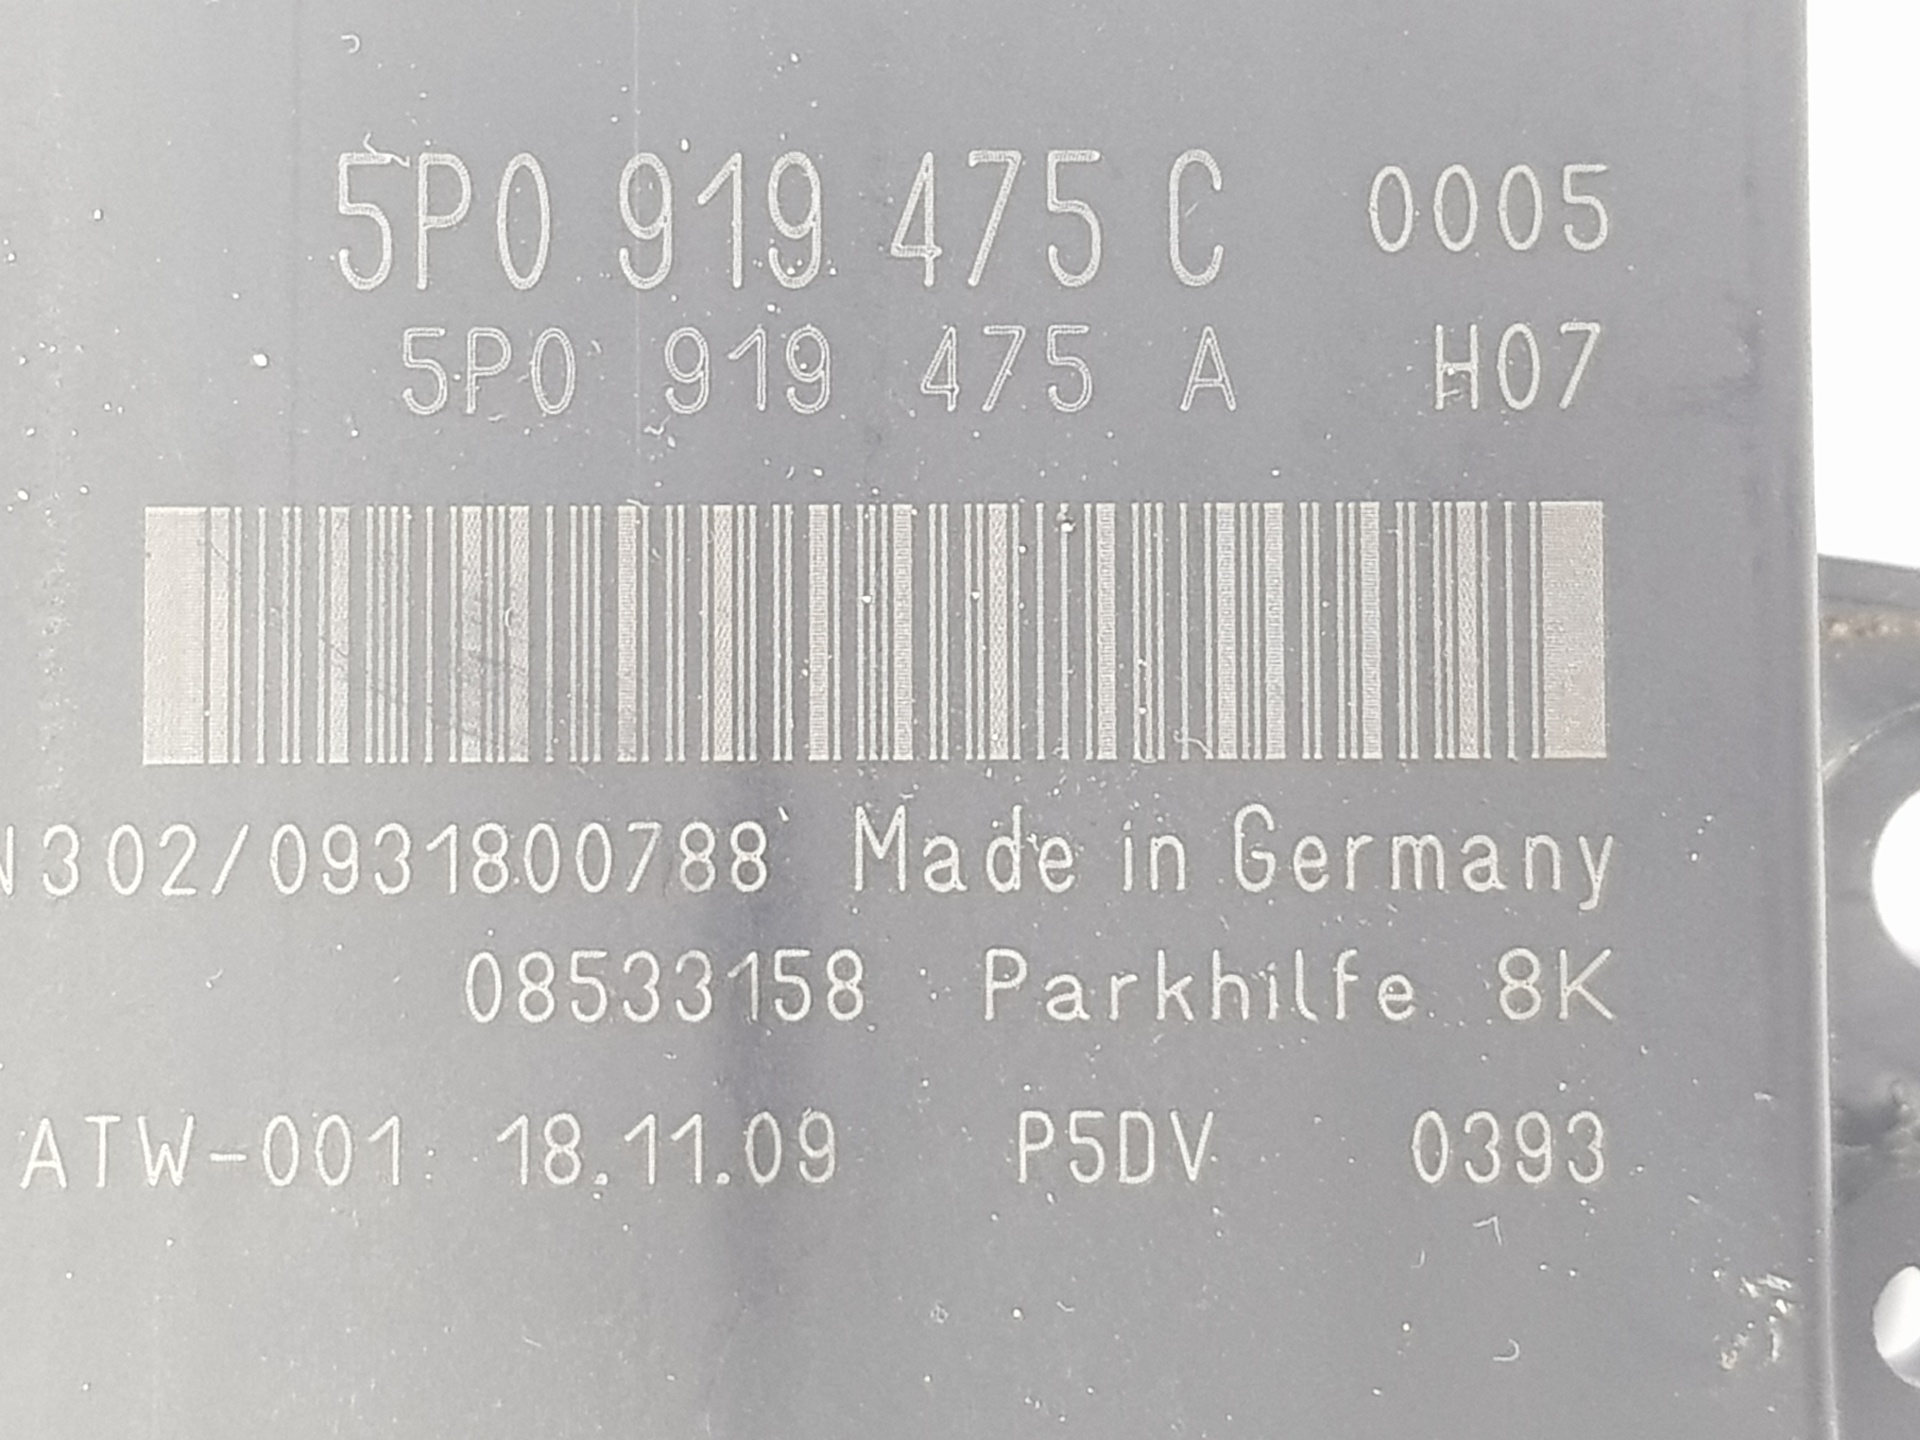 5P0 919 475 C 0005
5P0 919 475 A H07
N302/0931800788 Made in Germany
08533158 Parkhilfe 8K
ATW-001 18.11.09 P5DV 0393